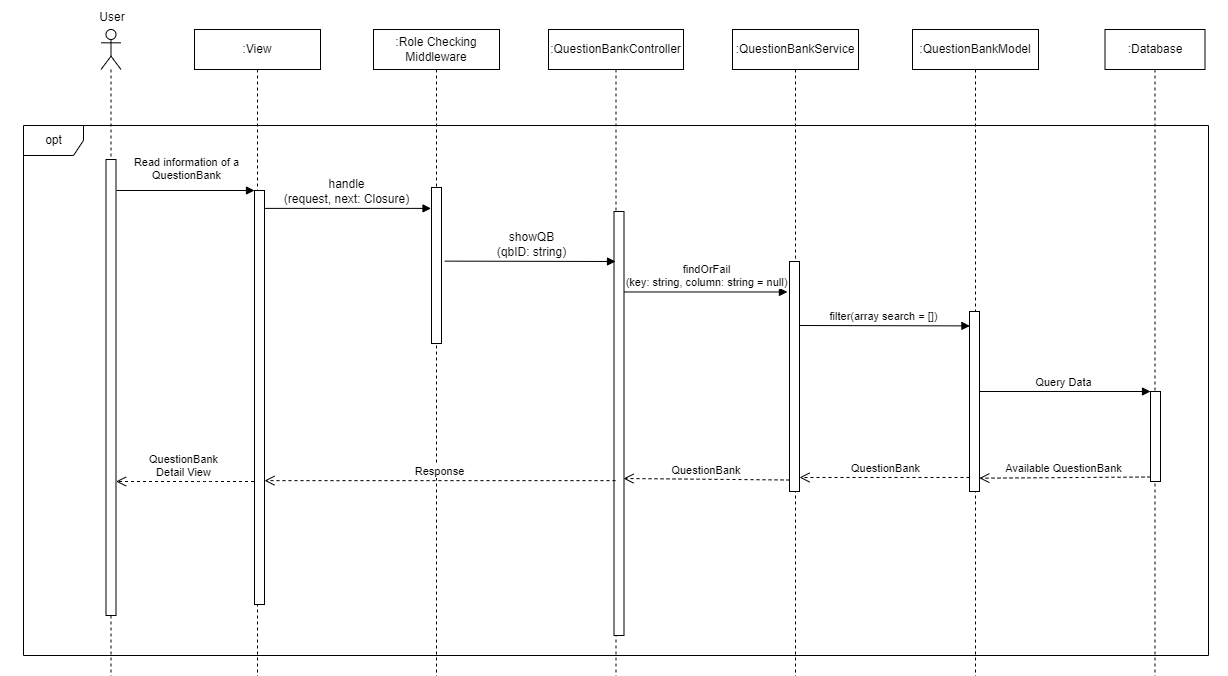 User
:View
:Role Checking
Middleware
:QuestionBankController
:QuestionBankService
:QuestionBankModel
:Database
opt
Read information of a
QuestionBank
handle
(request, next: Closure)
showQB
(qbID: string)
findOrFail
(key: string, column: string = null)
filter(array search = [])
Query Data
QuestionBank
Detail View
Response
QuestionBank
QuestionBank
Available QuestionBank